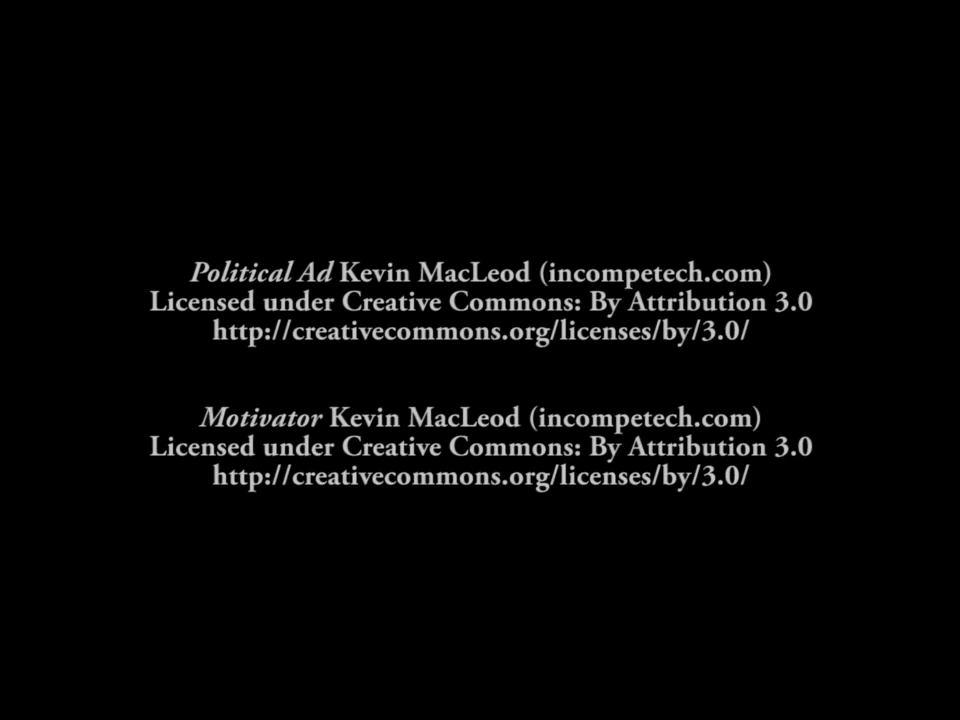 Political Ad Kevin MacLeod (incompetech.com)
Licensed under Creative Commons: By Attribution 3.0
http://creativecommons.org/licenses/by/3.0/
Motivator Kevin MacLeod (incompetech.com)
Licensed under Creative Commons: By Attribution 3.0
http://creativecommons.org/licenses/by/3.0/